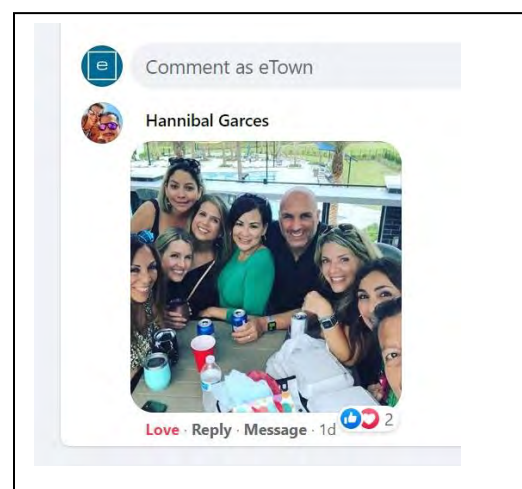 e
Comment as eTown
Hannibal Garces
Love · Reply · Message · 1d 2